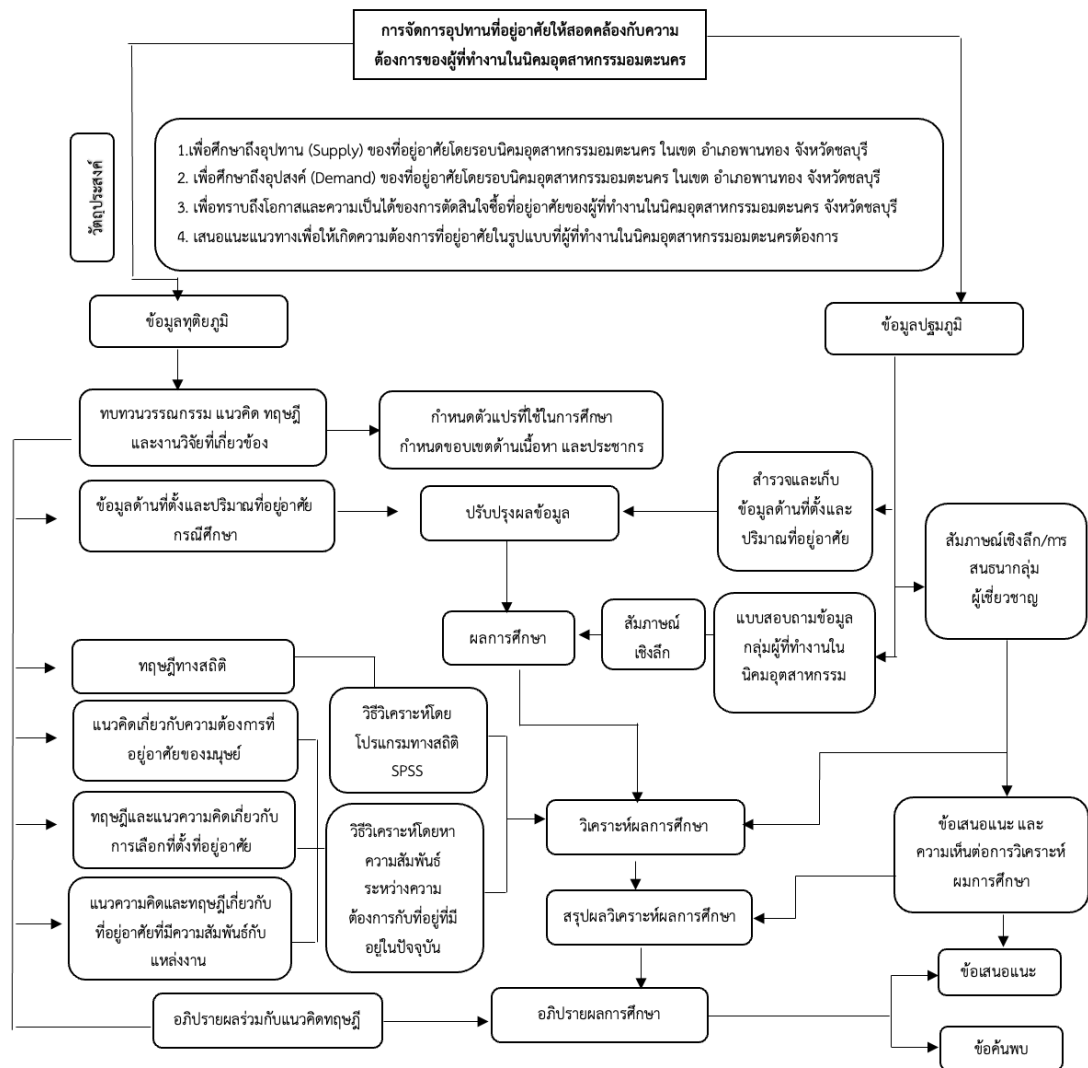 การจัดการอุปทานที่อยู่อาศัยให้สอดคล้องกับความ
ต้องการของผู้ที่ทำงานในนิคมอุตสาหกรรมอมตะนคร
วัตถุประสงค์
1.เพื่อศึกษาถึงอุปทาน (Supply) ของที่อยู่อาศัยโดยรอบนิคมอุตสาหกรรมอมตะนคร ในเขต อำเภอพานทอง จังหวัดชลบุรี
2. เพื่อศึกษาถึงอุปสงค์ (Demand) ของที่อยู่อาศัยโดยรอบนิคมอุตสาหกรรมอมตะนคร ในเขต อำเภอพานทอง จังหวัดชลบุรี
3. เพื่อทราบถึงโอกาสและความเป็นได้ของการตัดสินใจซื้อที่อยู่อาศัยของผู้ที่ทำงานในนิคมอุตสาหกรรมอมตะนคร จังหวัดชลบุรี
4. เสนอแนะแนวทางเพื่อให้เกิดความต้องการที่อยู่อาศัยในรูปแบบที่ผู้ที่ทำงานในนิคมอุตสาหกรรมอมตะนครต้องการ
ข้อมูลทุติยภูมิ
ข้อมูลปฐมภูมิ
ทบทวนวรรณกรรม แนวคิด ทฤษฎี
และงานวิจัยที่เกี่ยวข้อง
กำหนดตัวแปรที่ใช้ในการศึกษา
กำหนดขอบเขตด้านเนื้อหา และประชากร
ข้อมูลด้านที่ตั้งและปริมาณที่อยู่อาศัย
กรณีศึกษา
ปรับปรุงผลข้อมูล
สำรวจและเก็บ
ข้อมูลด้านที่ตั้งและ
ปริมาณที่อยู่อาศัย
สัมภาษณ์เชิงลึก/การ
สนธนากลุ่ม
ผู้เชี่ยวชาญ
ผลการศึกษา
สัมภาษณ์
เชิงลึก
แบบสอบถามข้อมูล
กลุ่มผู้ที่ทำงานใน
นิคมอุตสาหกรรม
ทฤษฎีทางสถิติ
แนวคิดเกี่ยวกับความต้องการที่
อยู่อาศัยของมนุษย์
วิธีวิเคราะห์โดย
โปรแกรมทางสถิติ
SPSS
ทฤษฎีและแนวความคิดเกี่ยวกับ
การเลือกที่ตั้งที่อยู่อาศัย
วิธีวิเคราะห์โดยหา
ความสัมพันธ์
ระหว่างความ
ต้องการกับที่อยู่ที่มี
อยู่ในปัจจุบัน
วิเคราะห์ผลการศึกษา
ข้อเสนอแนะ และ
ความเห็นต่อการวิเคราะห์
ผมการศึกษา
แนวความคิดและทฤษฎีเกี่ยวกับ
ที่อยู่อาศัยที่มีความสัมพันธ์กับ
แหล่งงาน
สรุปผลวิเคราะห์ผลการศึกษา
ข้อเสนอแนะ
อภิปรายผลร่วมกับแนวคิดทฤษฎี
อภิปรายผลการศึกษา
ข้อค้นพบ